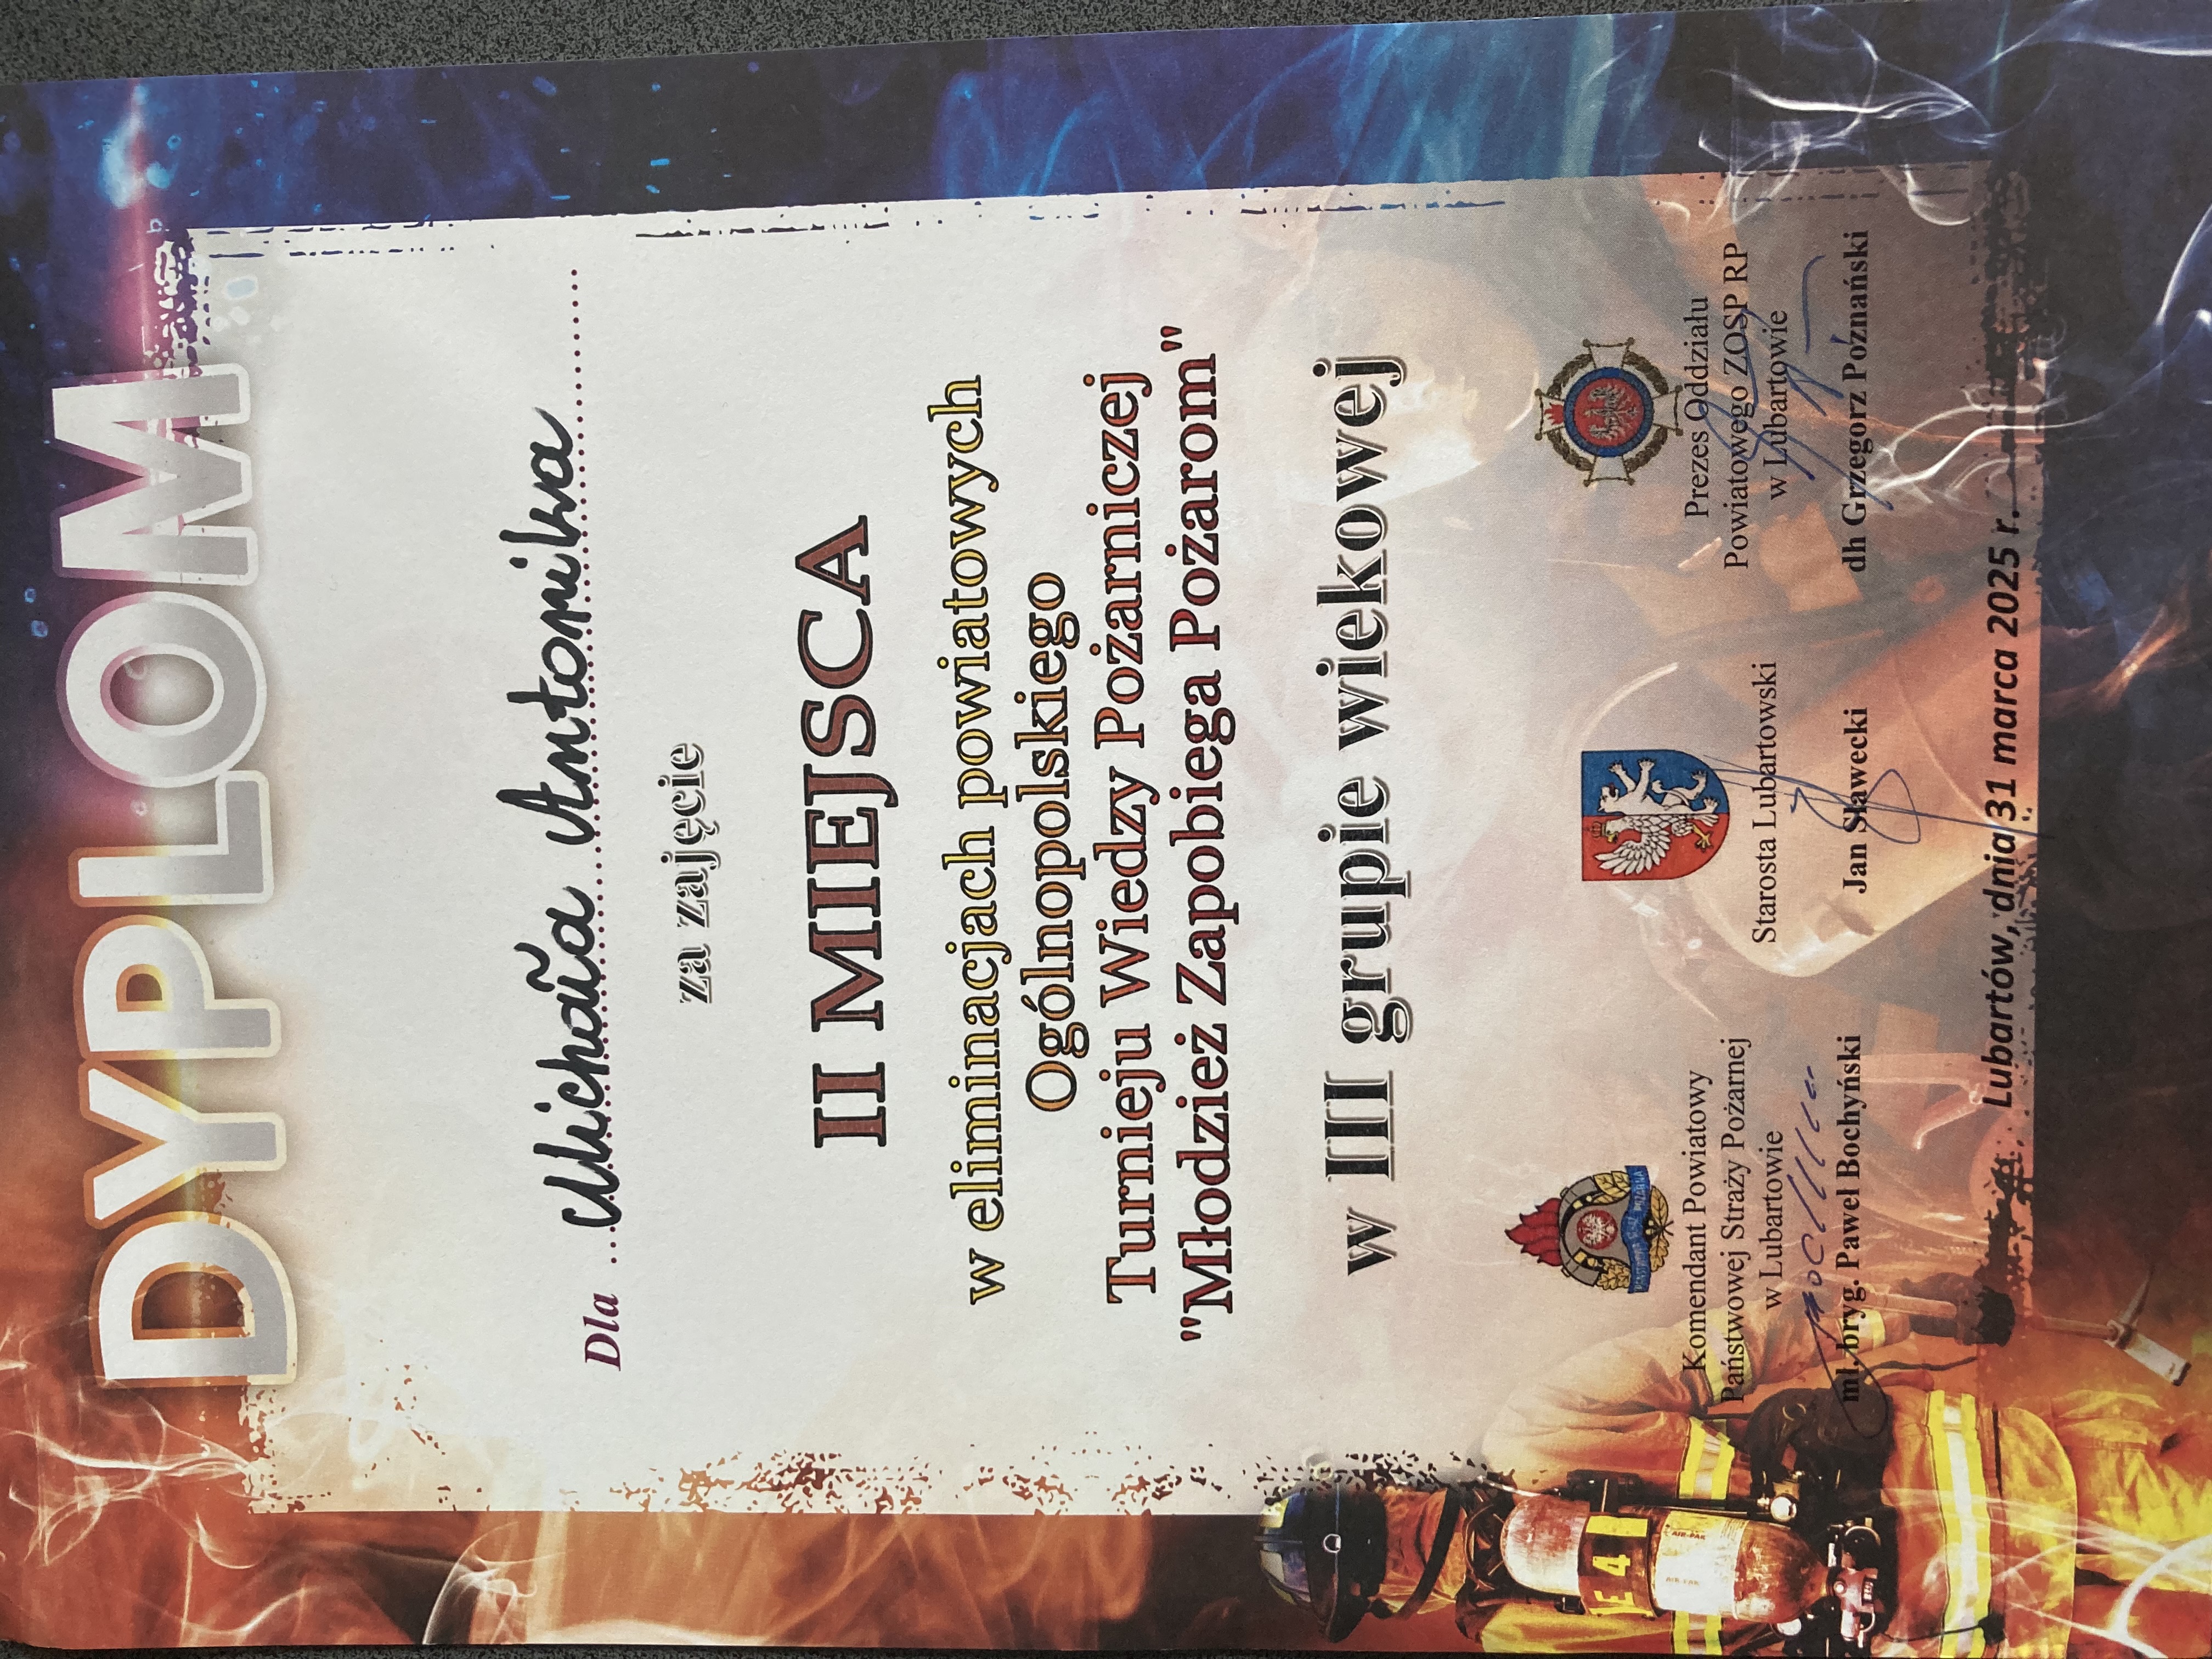 DYPLOM
Dla Michała Antonika
za zajęcie
II MIEJSCA
w eliminacjach powiatowych
Ogólnopolskiego
Turnieju Wiedzy Pożarniczej
"Młodzież Zapobiega Pożarom"
w III grupie wiekowej
Komendant Powiatowy
Państwowej Straży Pożarnej
w Lubartowie
mł. bryg. Paweł Bochyński
Starosta Lubartowski
Jan Sławecki
Prezes Oddziału
Powiatowego ZOSP RP
w Lubartowie
dh Grzegorz Poznański
Lubartów, dnia 31 marca 2025 r.